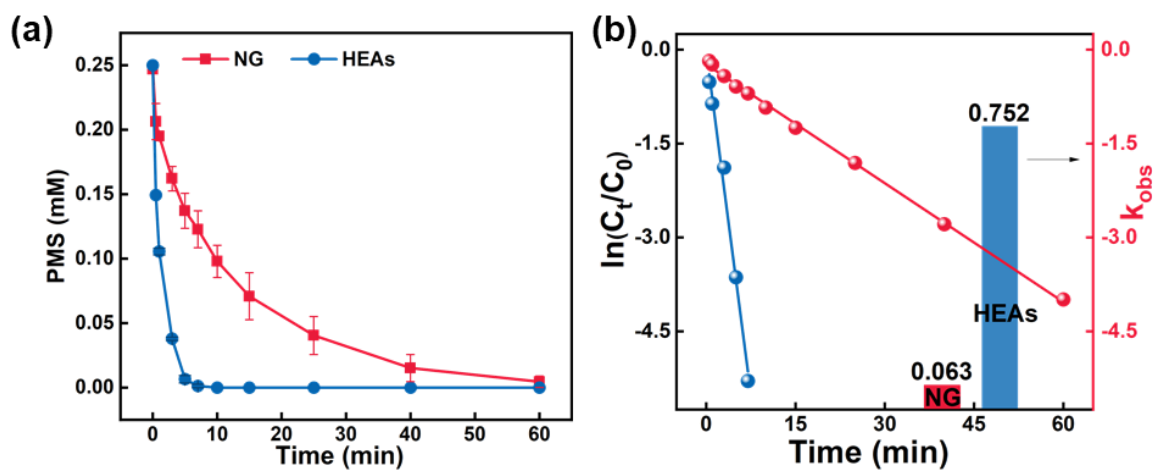 (a)
NG HEAs
0.25
0.20
0.15
0.10
0.05
0.00
PMS (mM)
0 10 20 30 40 50 60
Time (min)
(b)
0.0
-1.5
-3.0
-4.5
ln(Ct/C0)
0.752
0.063
NG
HEAs
0.0
-1.5
-3.0
-4.5
kobs
0 15 30 45 60
Time (min)